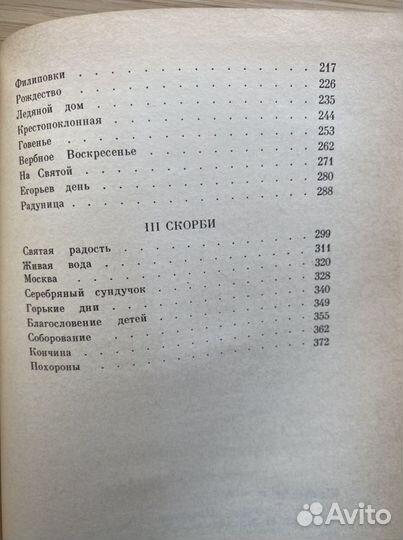 Филиповки . . . . . . . . 217
Рождество . . . . . . . . 226
Ледяной дом . . . . . . . . 235
Крестопоклонная . . . . . . . . 244
Говенье . . . . . . . . 253
Вербное Воскресенье . . . . . . . . 262
На Святой . . . . . . . . 271
Егорьев день . . . . . . . . 280
Радуница . . . . . . . . 288
III СКОРБИ
Святая радость . . . . . . . . 299
Живая вода . . . . . . . . 311
Москва . . . . . . . . 320
Серебряный сундучок . . . . . . . . 328
Горькие дни . . . . . . . . 340
Благословение детей . . . . . . . . 349
Соборование . . . . . . . . 355
Кончина . . . . . . . . 362
Похороны . . . . . . . . 372
Avito